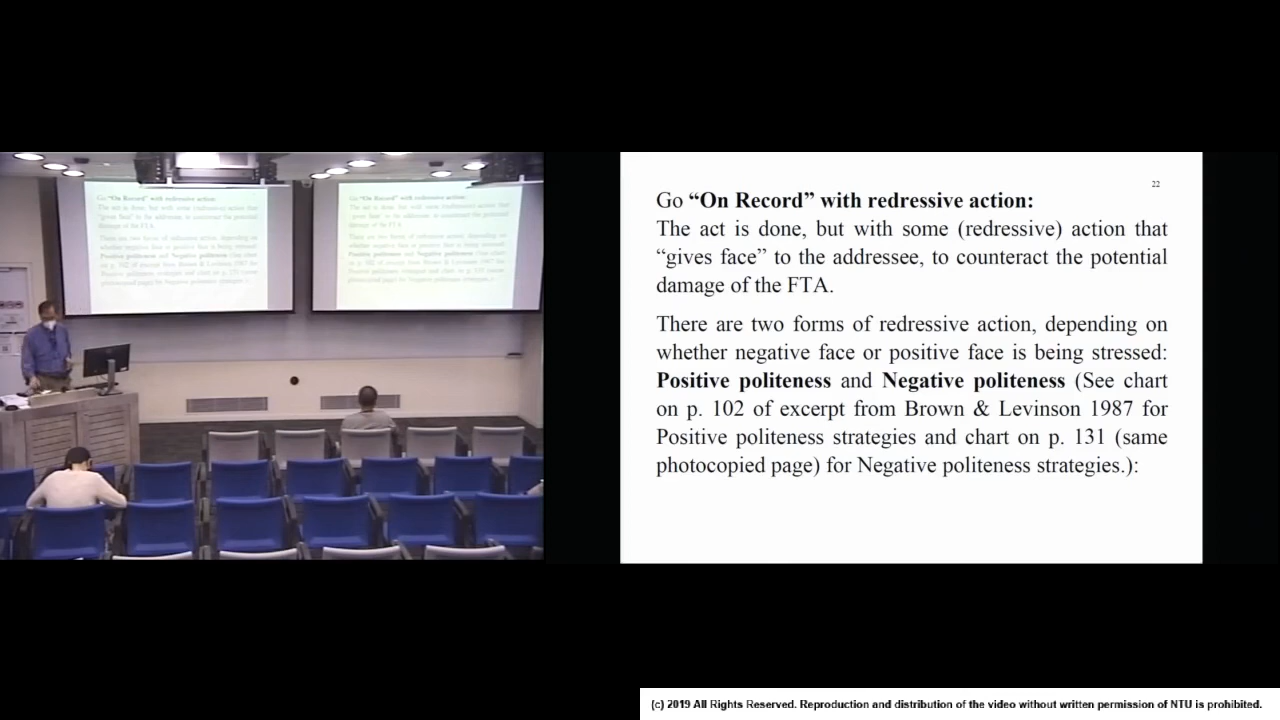 22
Go “On Record” with redressive action:
The act is done, but with some (redressive) action that
“gives face” to the addressee, to counteract the potential
damage of the FTA.
There are two forms of redressive action, depending on
whether negative face or positive face is being stressed:
Positive politeness and Negative politeness (See chart
on p. 102 of excerpt from Brown & Levinson 1987 for
Positive politeness strategies and chart on p. 131 (same
photocopied page) for Negative politeness strategies.):
(c) 2019 All Rights Reserved. Reproduction and distribution of the video without written permission of NTU is prohibited.